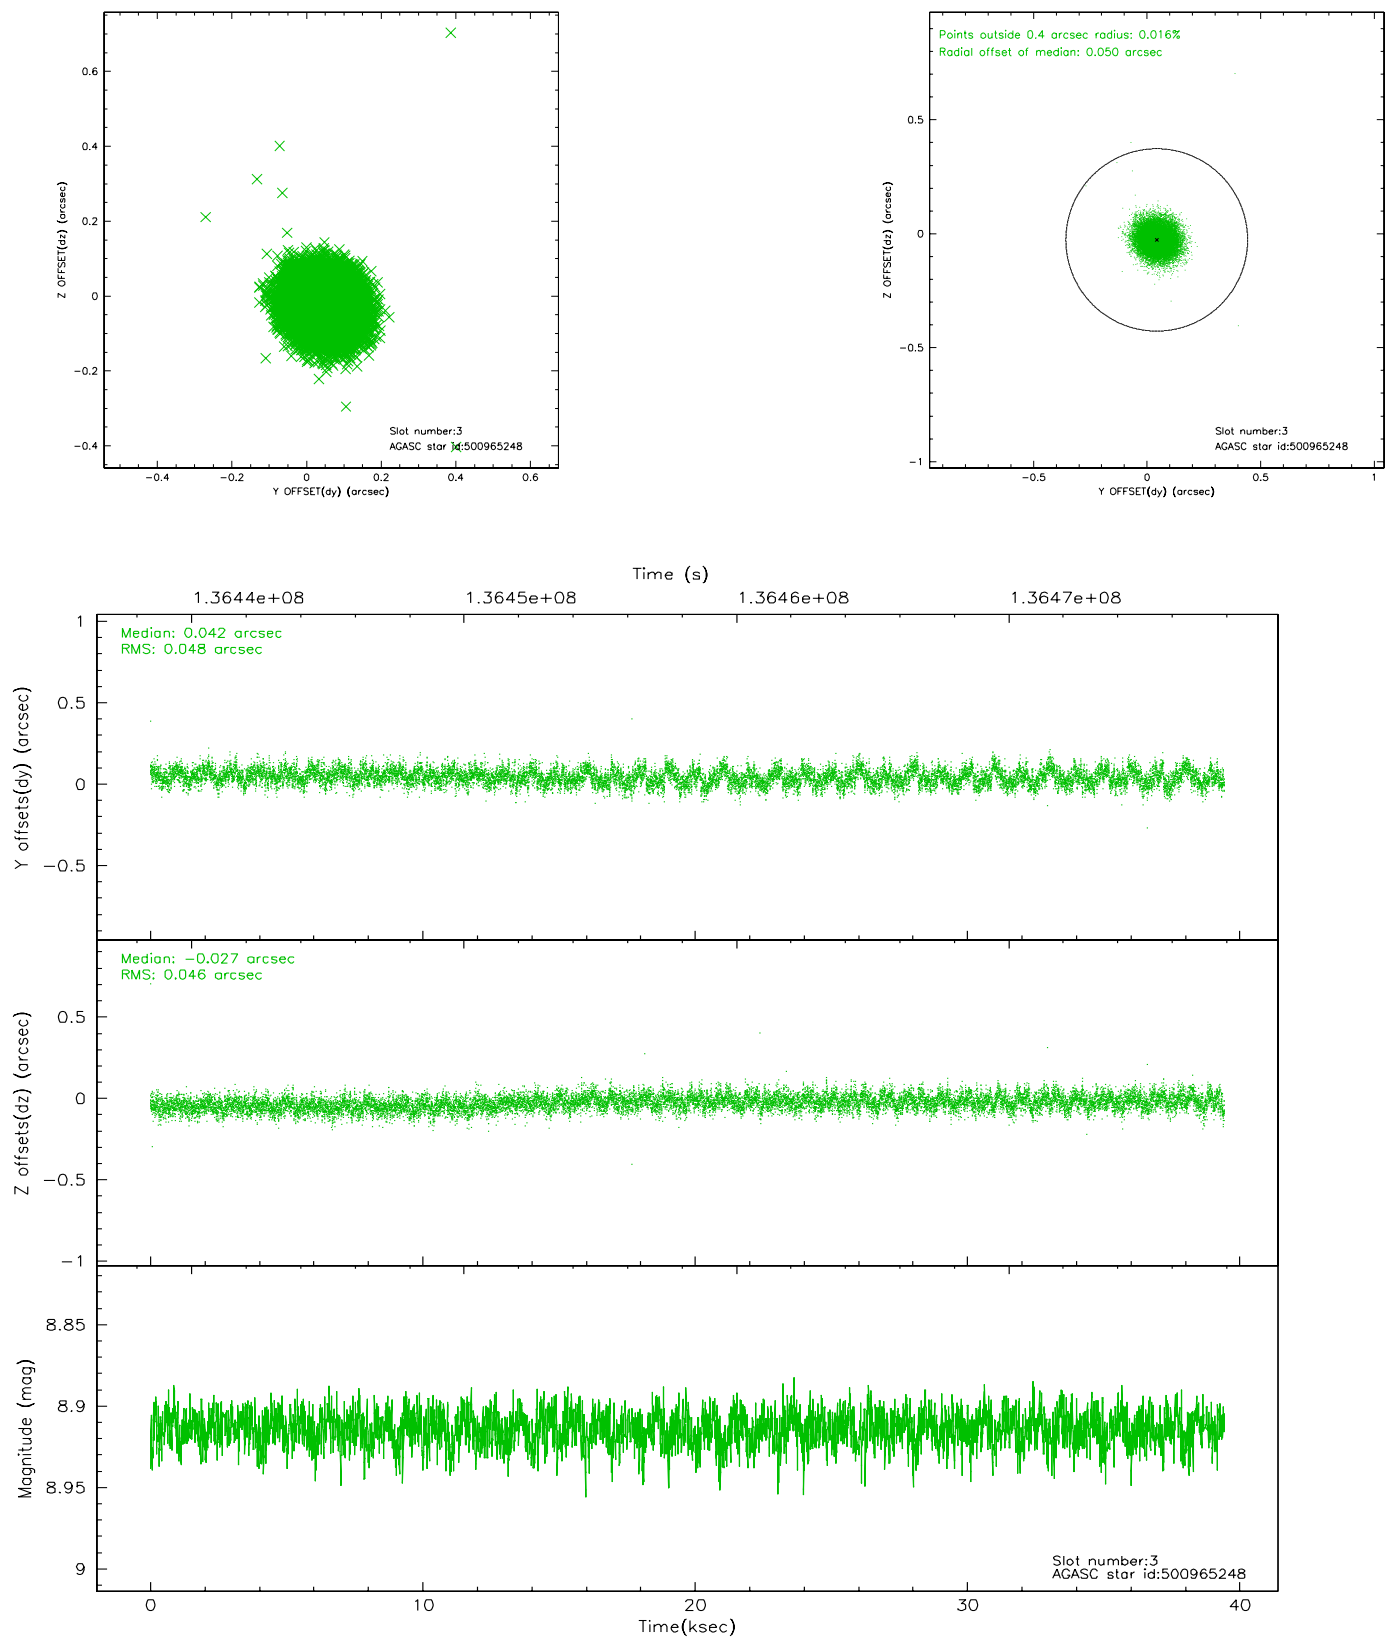 0.6
0.4
0.2
0
−0.2
−0.4
Z OFFSET(dz) (arcsec)
Slot number:3
AGASC star id:500965248
−0.4 −0.2 0 0.2 0.4 0.6
Y OFFSET(dy) (arcsec)
Points outside 0.4 arcsec radius: 0.016%
Radial offset of median: 0.050 arcsec
0.5
0
−0.5
−1
Z OFFSET(dz) (arcsec)
Slot number:3
AGASC star id:500965248
−0.5 0 0.5 1
Y OFFSET(dy) (arcsec)
Time (s)
1.3644e+08 1.3645e+08 1.3646e+08 1.3647e+08
Median: 0.042 arcsec
RMS: 0.048 arcsec
1
0.5
0
−0.5
Y offsets(dy) (arcsec)
Median: −0.027 arcsec
RMS: 0.046 arcsec
0.5
0
−0.5
−1
Z offsets(dz) (arcsec)
8.85
8.9
8.95
9
Magnitude (mag)
Slot number:3
AGASC star id:500965248
0 10 20 30 40
Time(ksec)